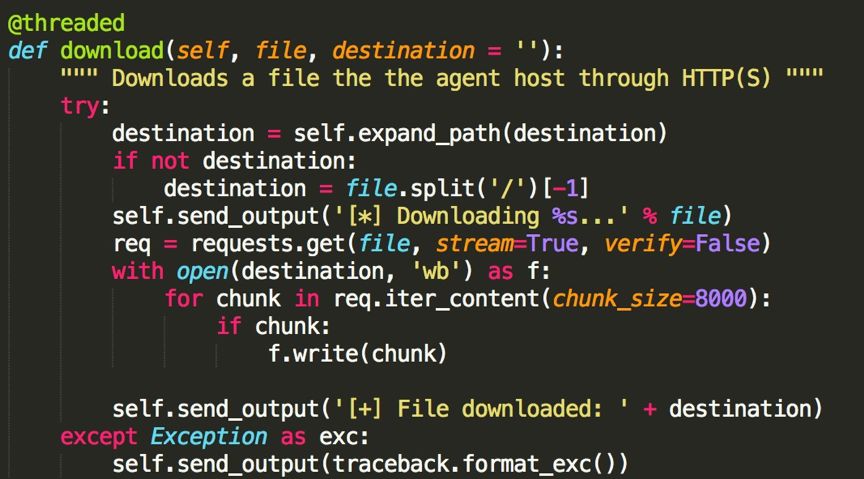 @threaded
def download(self, file, destination = ''):
    """ Downloads a file the the agent host through HTTP(S) """
    try:
        destination = self.expand_path(destination)
        if not destination:
            destination = file.split('/')[-1]
        self.send_output('[*] Downloading %s...' % file)
        req = requests.get(file, stream=True, verify=False)
        with open(destination, 'wb') as f:
            for chunk in req.iter_content(chunk_size=8000):
                if chunk:
                    f.write(chunk)

        self.send_output('[+] File downloaded: ' + destination)
    except Exception as exc:
        self.send_output(traceback.format_exc())